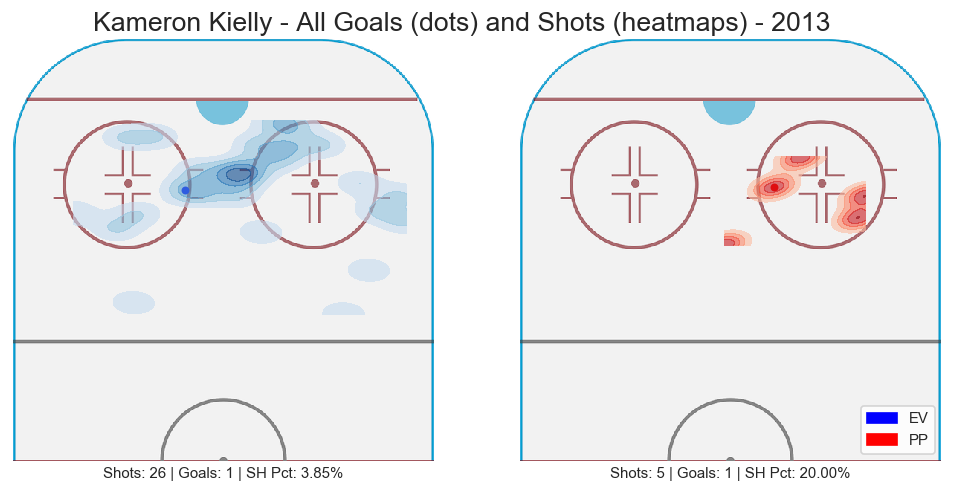 Kameron Kielly - All Goals (dots) and Shots (heatmaps) - 2013
EV
PP
Shots: 26 | Goals: 1 | SH Pct: 3.85%
Shots: 5 | Goals: 1 | SH Pct: 20.00%